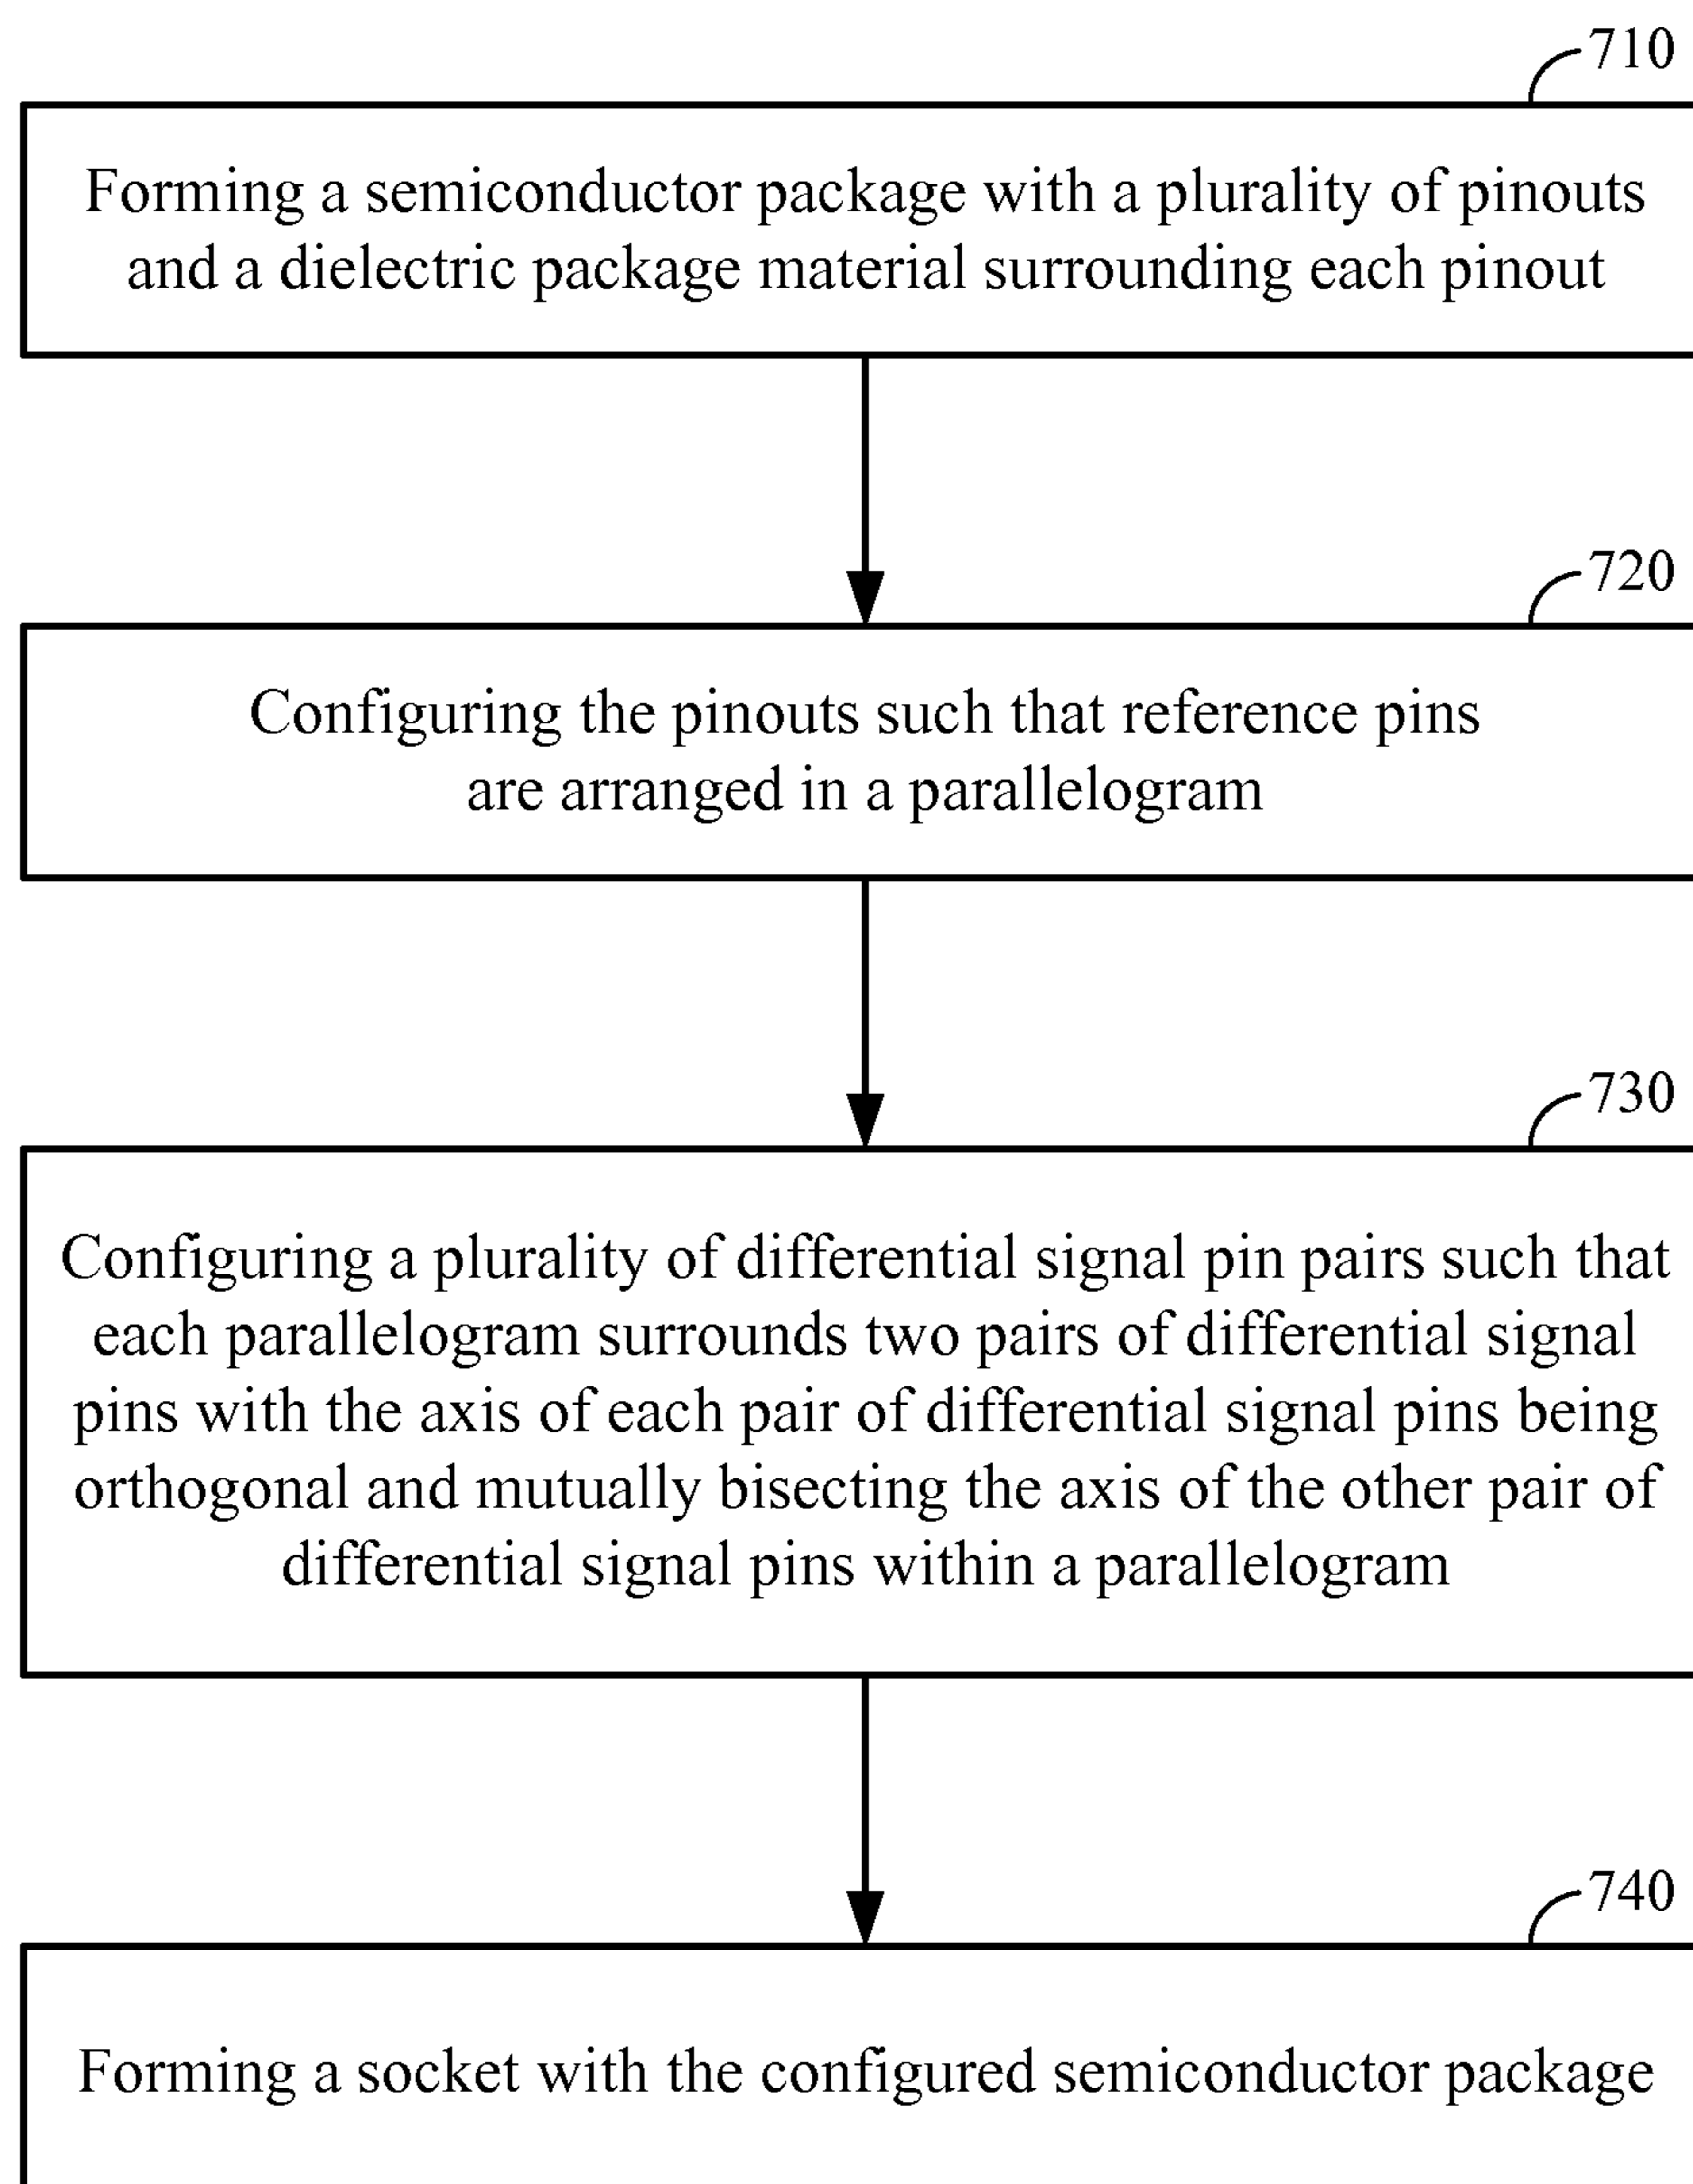 710
Forming a semiconductor package with a plurality of pinouts
and a dielectric package material surrounding each pinout
720
Configuring the pinouts such that reference pins
are arranged in a parallelogram
730
Configuring a plurality of differential signal pin pairs such that
each parallelogram surrounds two pairs of differential signal
pins with the axis of each pair of differential signal pins being
orthogonal and mutually bisecting the axis of the other pair of
differential signal pins within a parallelogram
740
Forming a socket with the configured semiconductor package